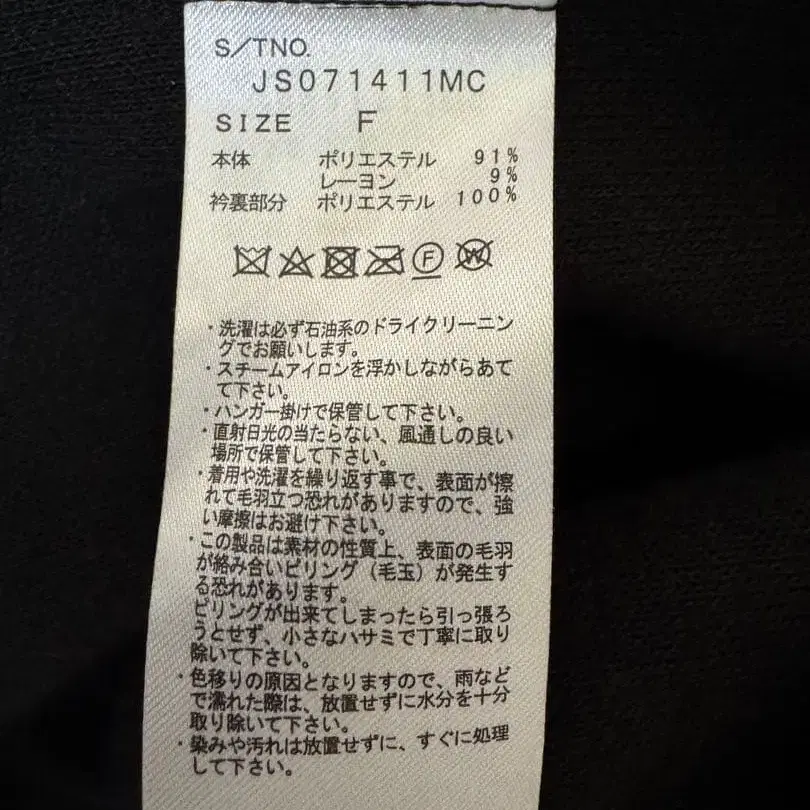 S/TNO.
JS071411MC
SIZE F
本体 ポリエステル 91%
レーヨン 9%
衿裏部分 ポリエステル 100%
F W
・洗濯は必ず石油系のドライクリーニン
グでお願いします。
・スチームアイロンを浮かしながらあて
て下さい。
・ハンガー掛けで保管して下さい。
・直射日光の当たらない、風通しの良い
場所で保管して下さい。
・着用や洗濯を繰り返す事で、表面が擦
れて毛羽立つ恐れがありますので、強
い摩擦はお避け下さい。
・この製品は素材の性質上、表面の毛羽
が絡み合いピリング（毛玉）が発生す
る恐れがあります。
ピリングが出来てしまったら引っ張ろ
うとせず、小さなハサミで丁寧に取り
除いて下さい。
・色移りの原因となりますので、雨など
で濡れた際は、放置せずに水分を十分
取り除いて下さい。
・染みや汚れは放置せずに、すぐに処理
して下さい。